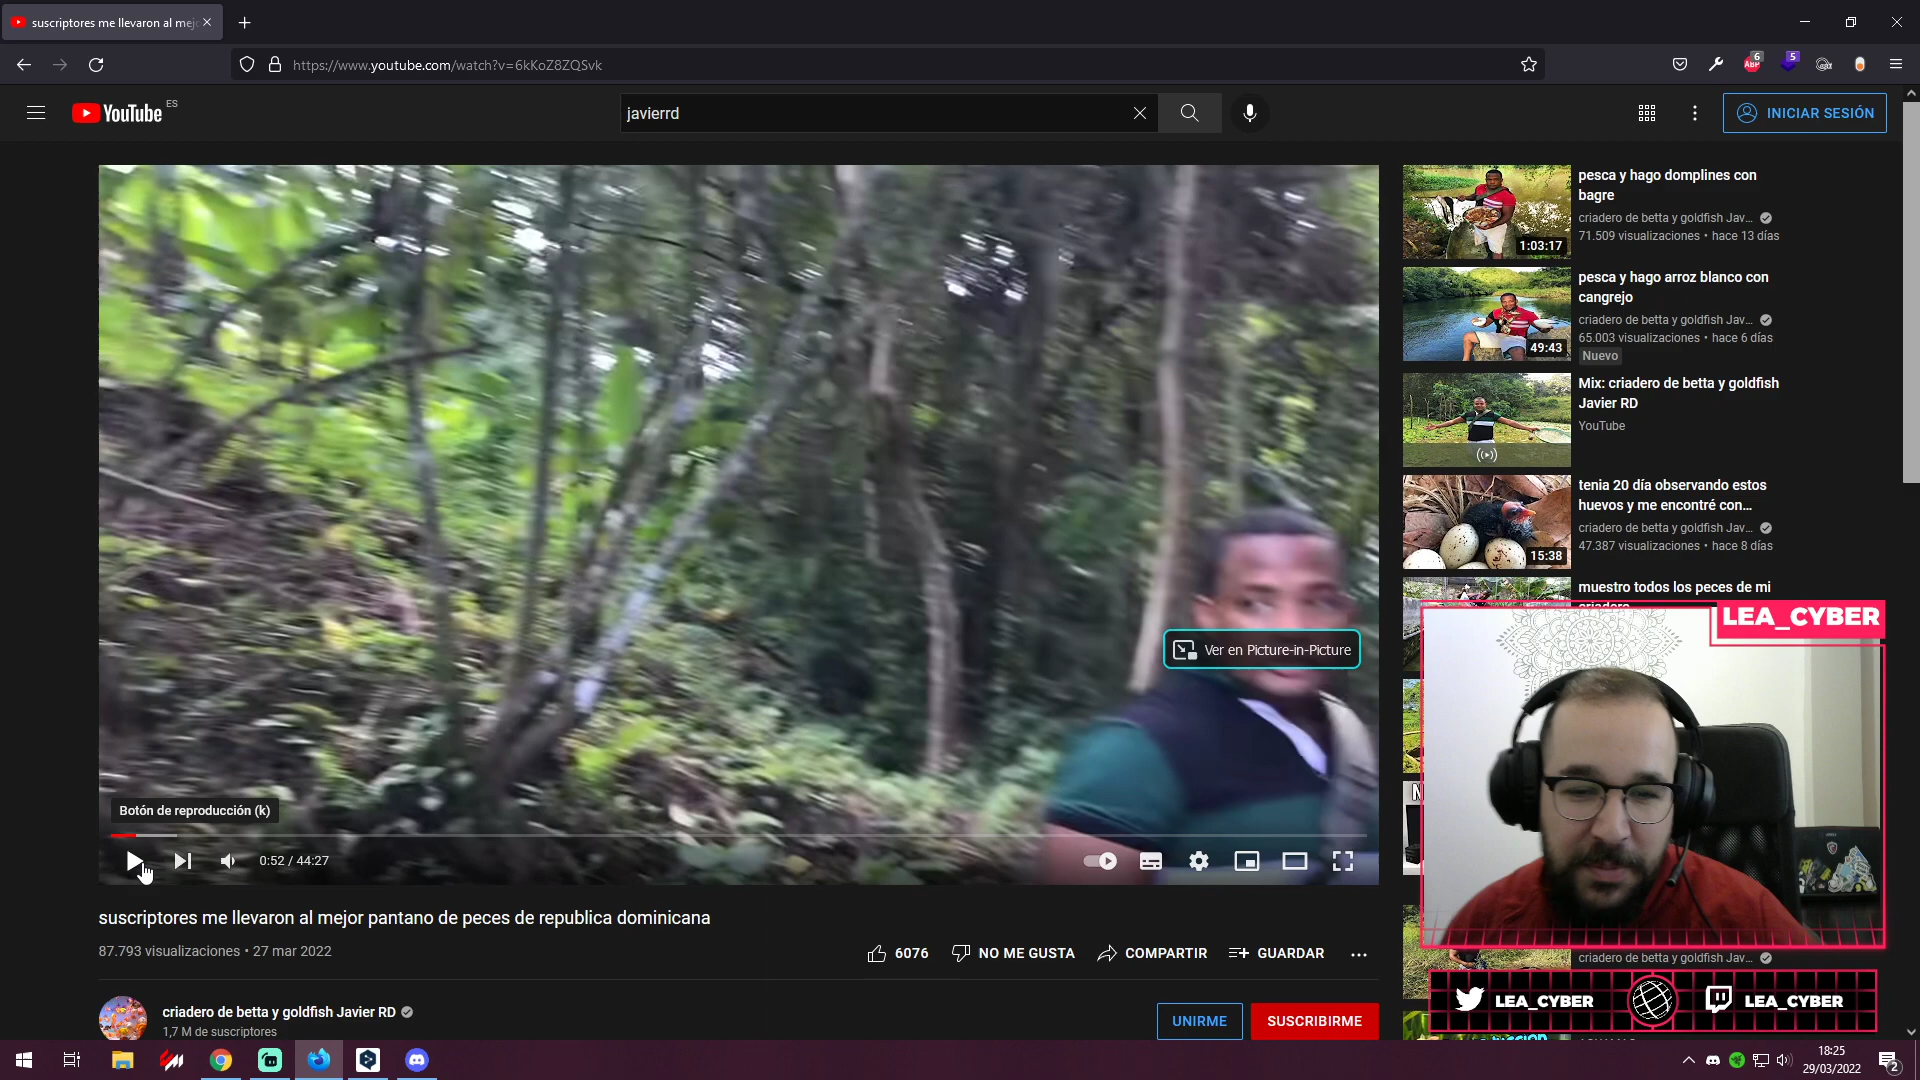 suscriptores me llevaron al mejo
https://www.youtube.com/watch?v=6kKoZ8ZQSvk
6
ABP
5
YouTube ES
javierrd
INICIAR SESIÓN
Ver en Picture-in-Picture
Botón de reproducción (k)
0:52 / 44:27
suscriptores me llevaron al mejor pantano de peces de republica dominicana
87.793 visualizaciones • 27 mar 2022
6076
NO ME GUSTA
COMPARTIR
GUARDAR
criadero de betta y goldfish Javier RD
1,7 M de suscriptores
UNIRME
SUSCRIBIRME
1:03:17
pesca y hago domplines con
bagre
criadero de betta y goldfish Jav...
71.509 visualizaciones • hace 13 días
49:43
pesca y hago arroz blanco con
cangrejo
criadero de betta y goldfish Jav...
65.003 visualizaciones • hace 6 días
Nuevo
Mix: criadero de betta y goldfish
Javier RD
YouTube
15:38
tenia 20 día observando estos
huevos y me encontré con...
criadero de betta y goldfish Jav...
47.387 visualizaciones • hace 8 días
muestro todos los peces de mi
LEA_CYBER
criadero de betta y goldfish Jav...
LEA_CYBER
LEA_CYBER
18:25
29/03/2022
2